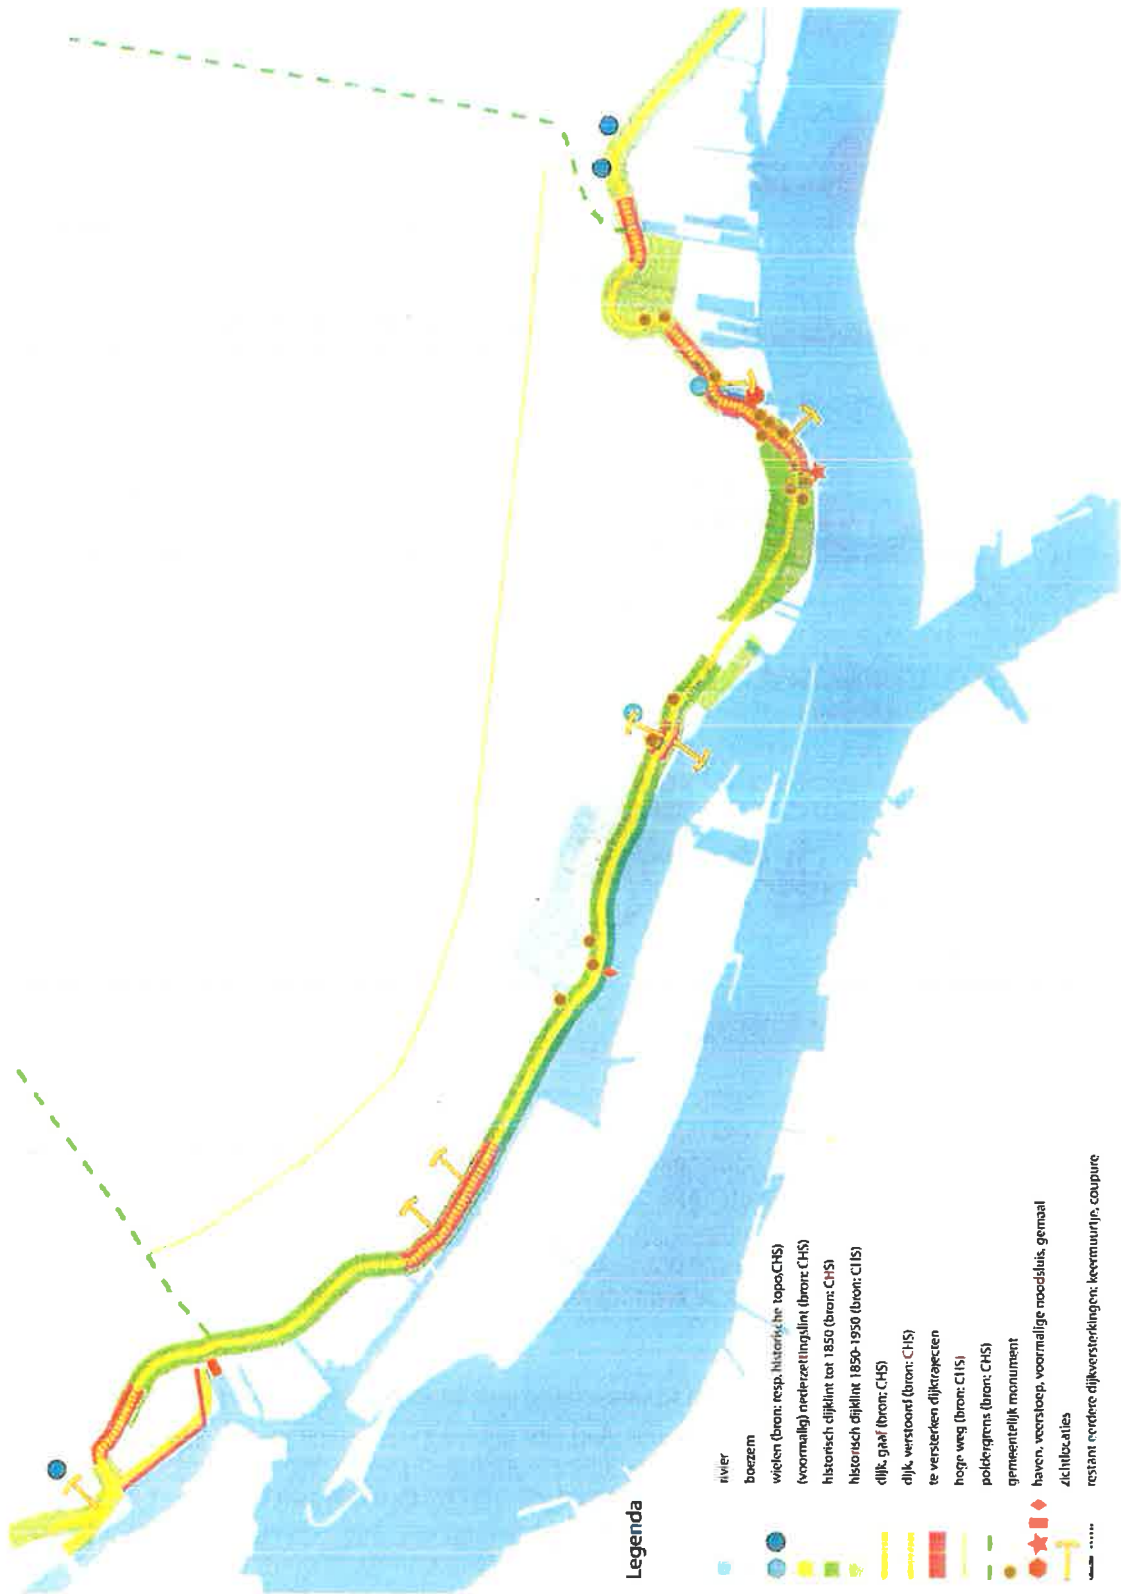 Legenda
rivier
boezem
wielen (bron: resp. historische topo,CHS)
(voormalig) nederzettingslint (bron: CHS)
historisch dijklint tot 1850 (bron: CHS)
historisch dijklint 1850-1950 (bron: CHS)
dijk, gaaf (bron: CHS)
dijk, verstoord (bron: CHS)
te versterken dijktrajecten
hoge weg (bron: CHS)
poldergrens (bron: CHS)
gemeentelijk monument
haven, veerstoep, voormalige noodsluis, gemaal
zichtlocaties
restant eerdere dijkversterkingen: keermuurtje, coupure